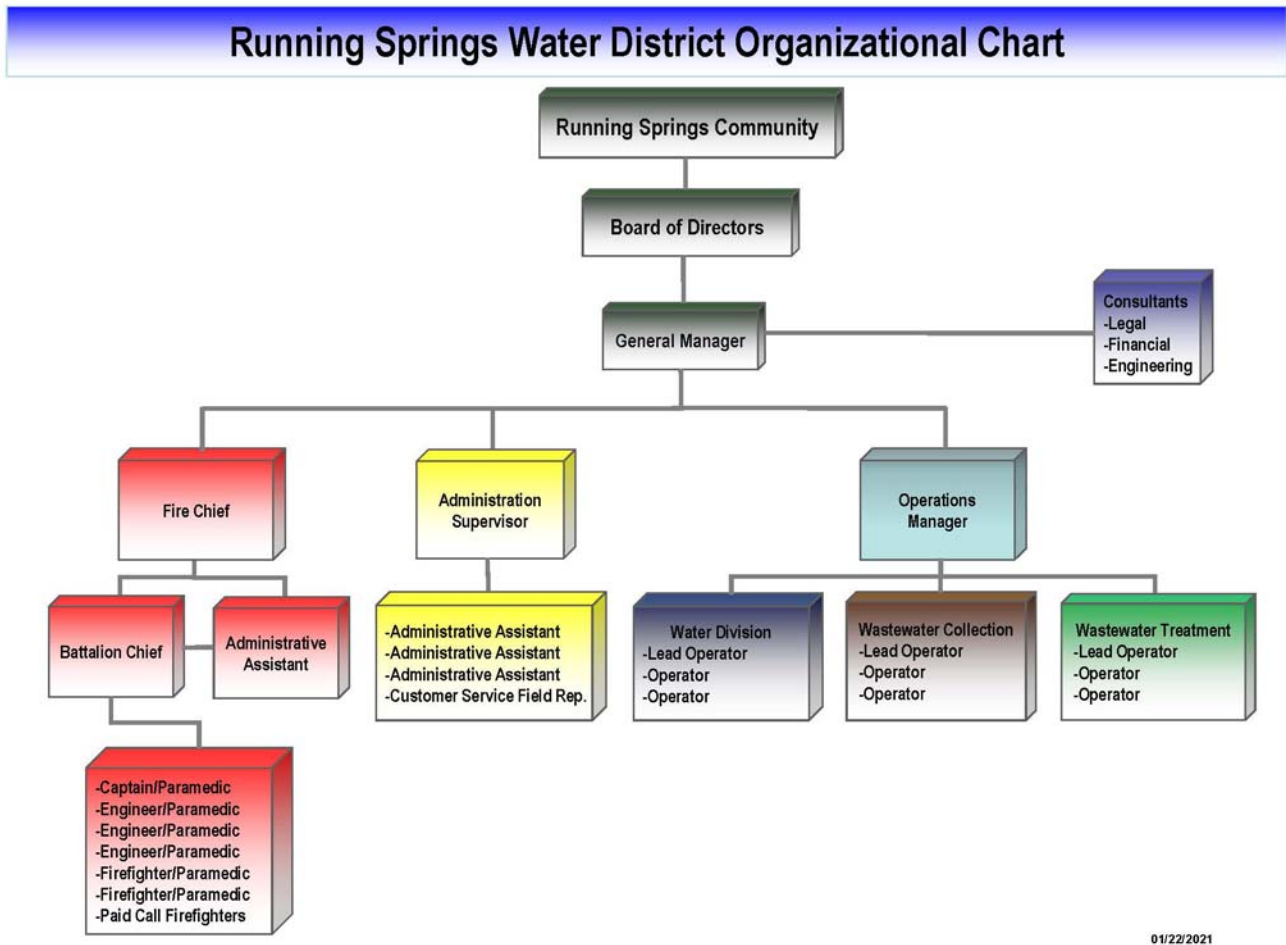 Running Springs Water District Organizational Chart
Running Springs Community
Board of Directors
General Manager
Consultants
-Legal
-Financial
-Engineering
Fire Chief
Administration
Supervisor
Operations
Manager
Battalion Chief
Administrative
Assistant
-Administrative Assistant
-Administrative Assistant
-Administrative Assistant
-Customer Service Field Rep.
Water Division
-Lead Operator
-Operator
-Operator
Wastewater Collection
-Lead Operator
-Operator
-Operator
Wastewater Treatment
-Lead Operator
-Operator
-Operator
-Captain/Paramedic
-Engineer/Paramedic
-Engineer/Paramedic
-Engineer/Paramedic
-Firefighter/Paramedic
-Firefighter/Paramedic
-Paid Call Firefighters
01/22/2021